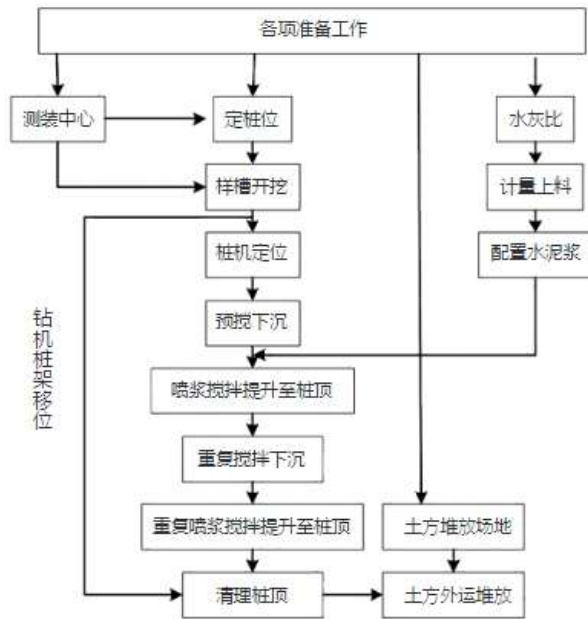 各项准备工作
测装中心
定桩位
水灰比
样槽开挖
计量上料
桩机定位
配置水泥浆
预搅下沉
钻机桩架移位
喷浆搅拌提升至桩顶
重复搅拌下沉
重复喷浆搅拌提升至桩顶
土方堆放场地
清理桩顶
土方外运堆放